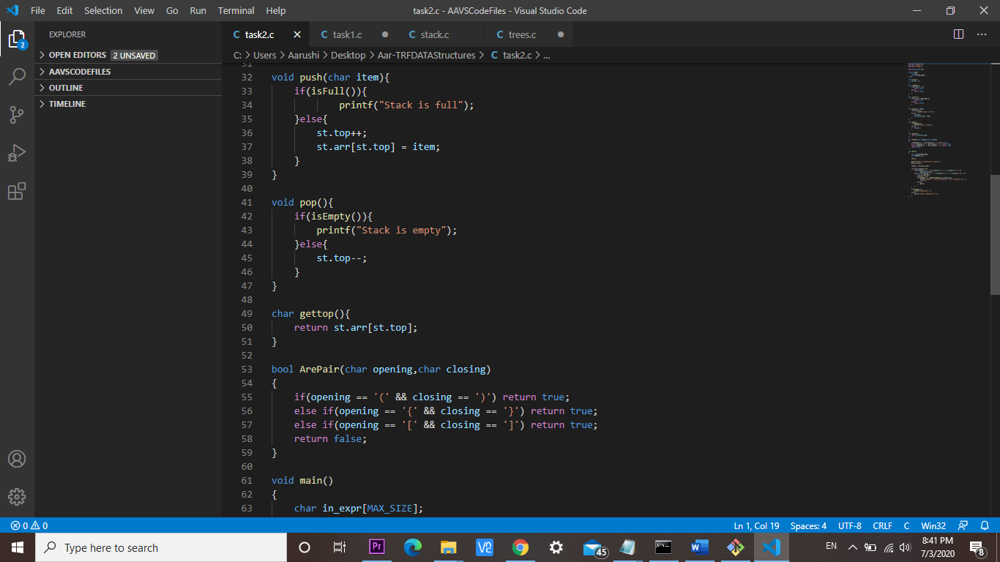 File Edit Selection View Go Run Terminal Help task2.c - AAVSCodeFiles - Visual Studio Code
EXPLORER
OPEN EDITORS 2 UNSAVED
AAVSCODEFILES
OUTLINE
TIMELINE
2
C task2.c C task1.c C stack.c C trees.c
C: > Users > Aarushi > Desktop > Aar-TRFDATAStructures > C task2.c > ...
31
32 void push(char item){
33 if(isFull()){
34 printf("Stack is full");
35 }else{
36 st.top++;
37 st.arr[st.top] = item;
38 }
39 }
40
41 void pop(){
42 if(isEmpty()){
43 printf("Stack is empty");
44 }else{
45 st.top--;
46 }
47 }
48
49 char gettop(){
50 return st.arr[st.top];
51 }
52
53 bool ArePair(char opening,char closing)
54 {
55 if(opening == '(' && closing == ')') return true;
56 else if(opening == '{' && closing == '}') return true;
57 else if(opening == '[' && closing == ']') return true;
58 return false;
59 }
60
61 void main()
62 {
63 char in_expr[MAX_SIZE];
0 0 Ln 1, Col 19 Spaces: 4 UTF-8 CRLF C Win32
Type here to search Pr V2 45 W EN 8:41 PM
7/3/2020 8